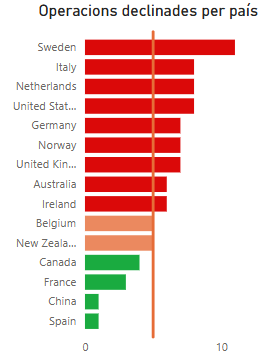 Operacions declinades per país
Sweden
Italy
Netherlands
United Stat...
Germany
Norway
United Kin...
Australia
Ireland
Belgium
New Zeala...
Canada
France
China
Spain
0 10